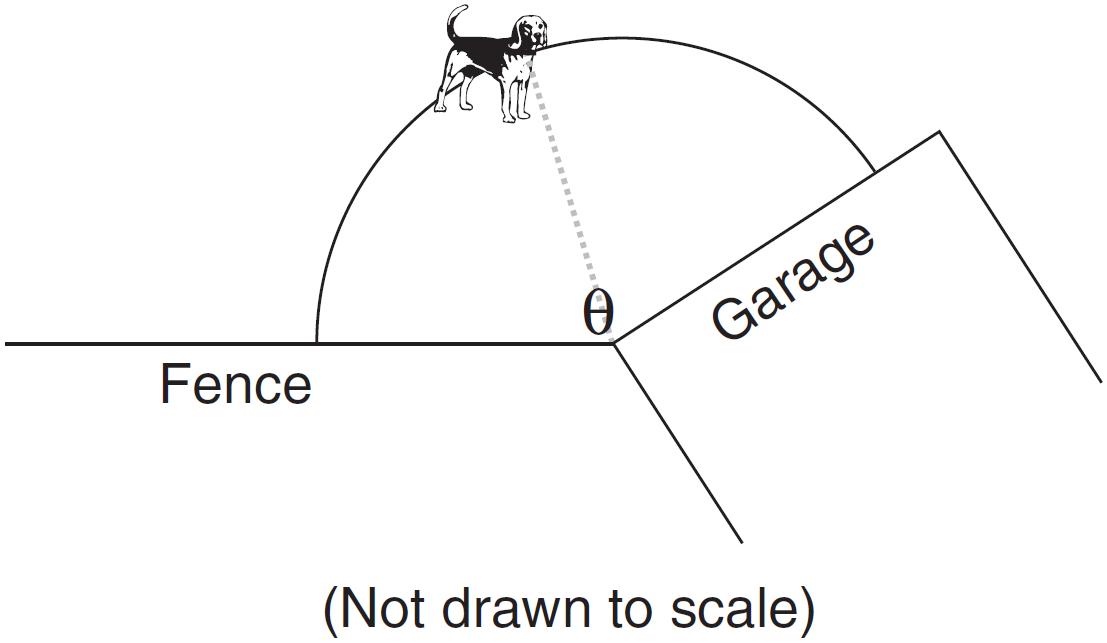 θ
Garage
Fence
(Not drawn to scale)